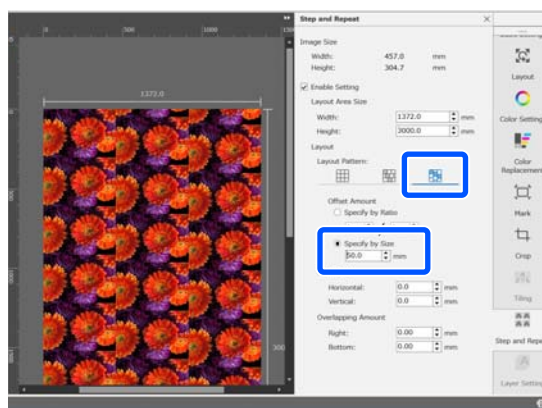 Step and Repeat
Image Size
Width: 457.0 mm
Height: 304.7 mm
Enable Setting
Layout Area Size
Width: 1372.0 mm
Height: 3000.0 mm
Layout
Layout Pattern:
Offset Amount
Specify by Ratio
Specify by Size
50.0 mm
Horizontal: 0.0 mm
Vertical: 0.0 mm
Overlapping Amount
Right: 0.00 mm
Bottom: 0.00 mm
0 500 1000
1372.0
Layout
Color Setting
Color
Replacement
Mark
Crop
Tiling
Step and Repe
Layer Setting